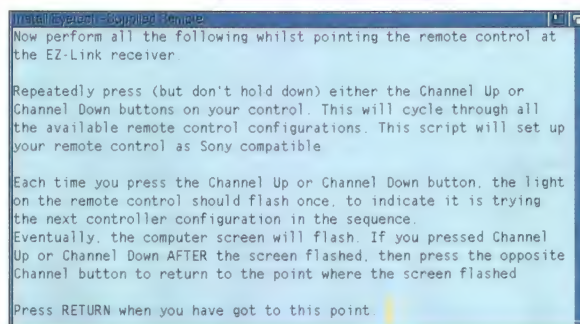 Install Eyetech-Supplied Remote
Now perform all the following whilst pointing the remote control at
the EZ-Link receiver.
Repeatedly press (but don't hold down) either the Channel Up or
Channel Down buttons on your control. This will cycle through all
the available remote control configurations. This script will set up
your remote control as Sony compatible
Each time you press the Channel Up or Channel Down button, the light
on the remote control should flash once, to indicate it is trying
the next controller configuration in the sequence.
Eventually, the computer screen will flash. If you pressed Channel
Up or Channel Down AFTER the screen flashed, then press the opposite
Channel button to return to the point where the screen flashed
Press RETURN when you have got to this point.